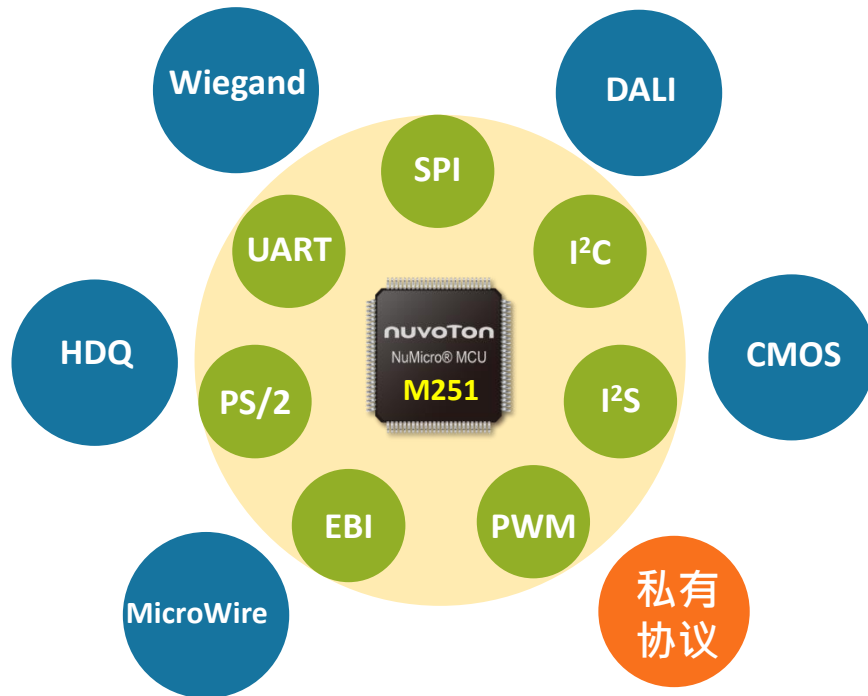 Wiegand
DALI
SPI
UART
I²C
nuvoTon
NuMicro® MCU
M251
HDQ
CMOS
PS/2
I²S
EBI
PWM
MicroWire
私有
协议